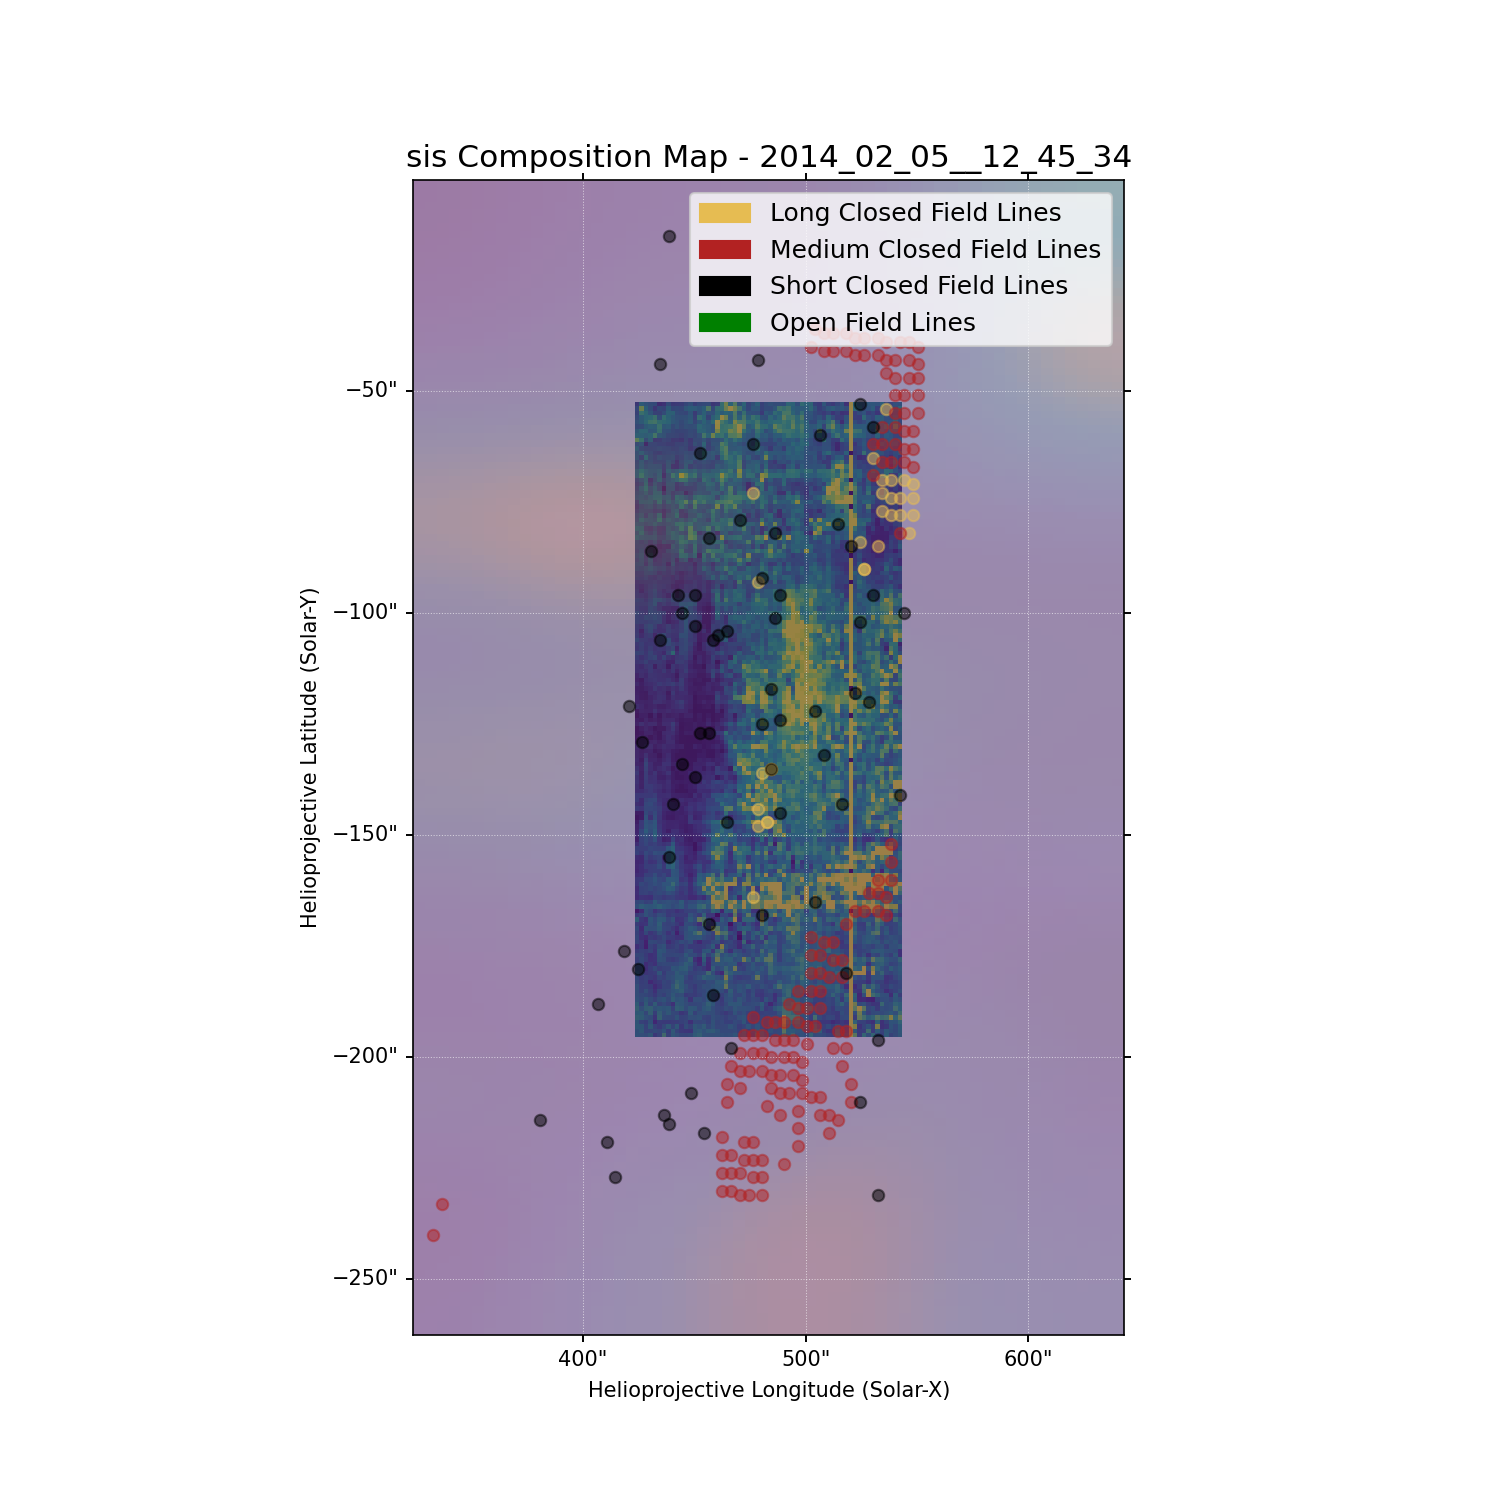 sis Composition Map - 2014_02_05__12_45_34
Long Closed Field Lines
Medium Closed Field Lines
Short Closed Field Lines
Open Field Lines
−50"
−100"
−150"
−200"
−250"
Helioprojective Latitude (Solar-Y)
400"
500"
600"
Helioprojective Longitude (Solar-X)